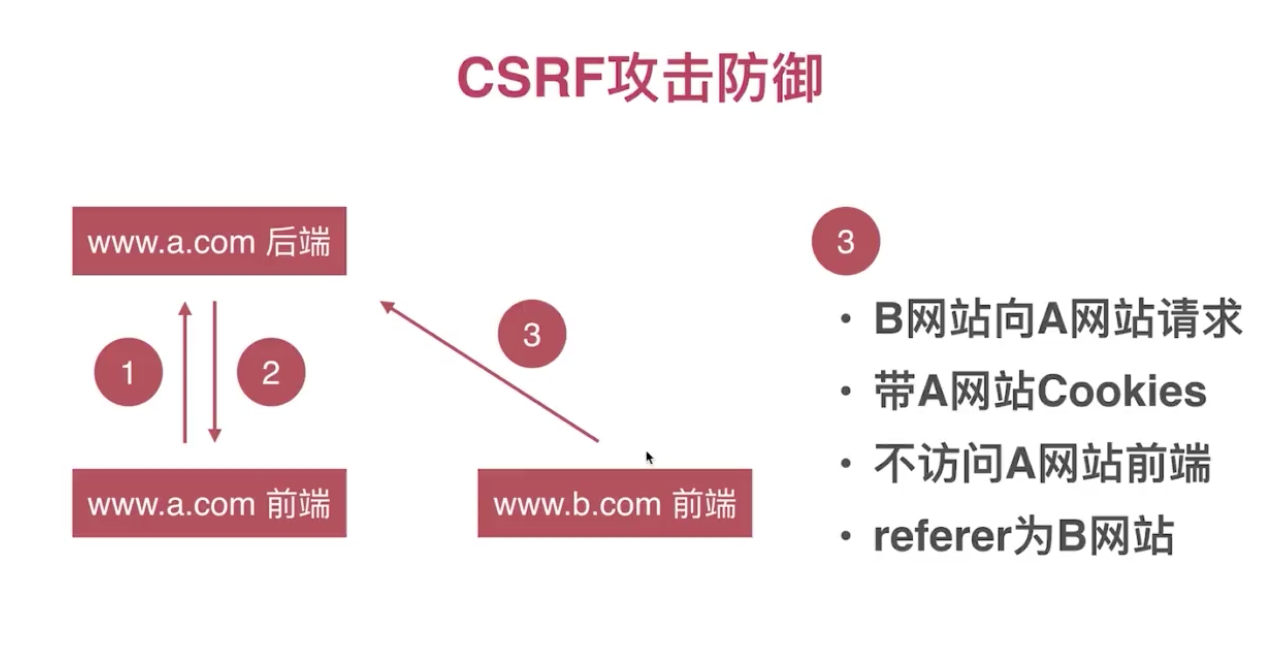 CSRF攻击防御
www.a.com 后端
1
2
3
www.a.com 前端
www.b.com 前端
3
• B网站向A网站请求
• 带A网站Cookies
• 不访问A网站前端
• referer为B网站